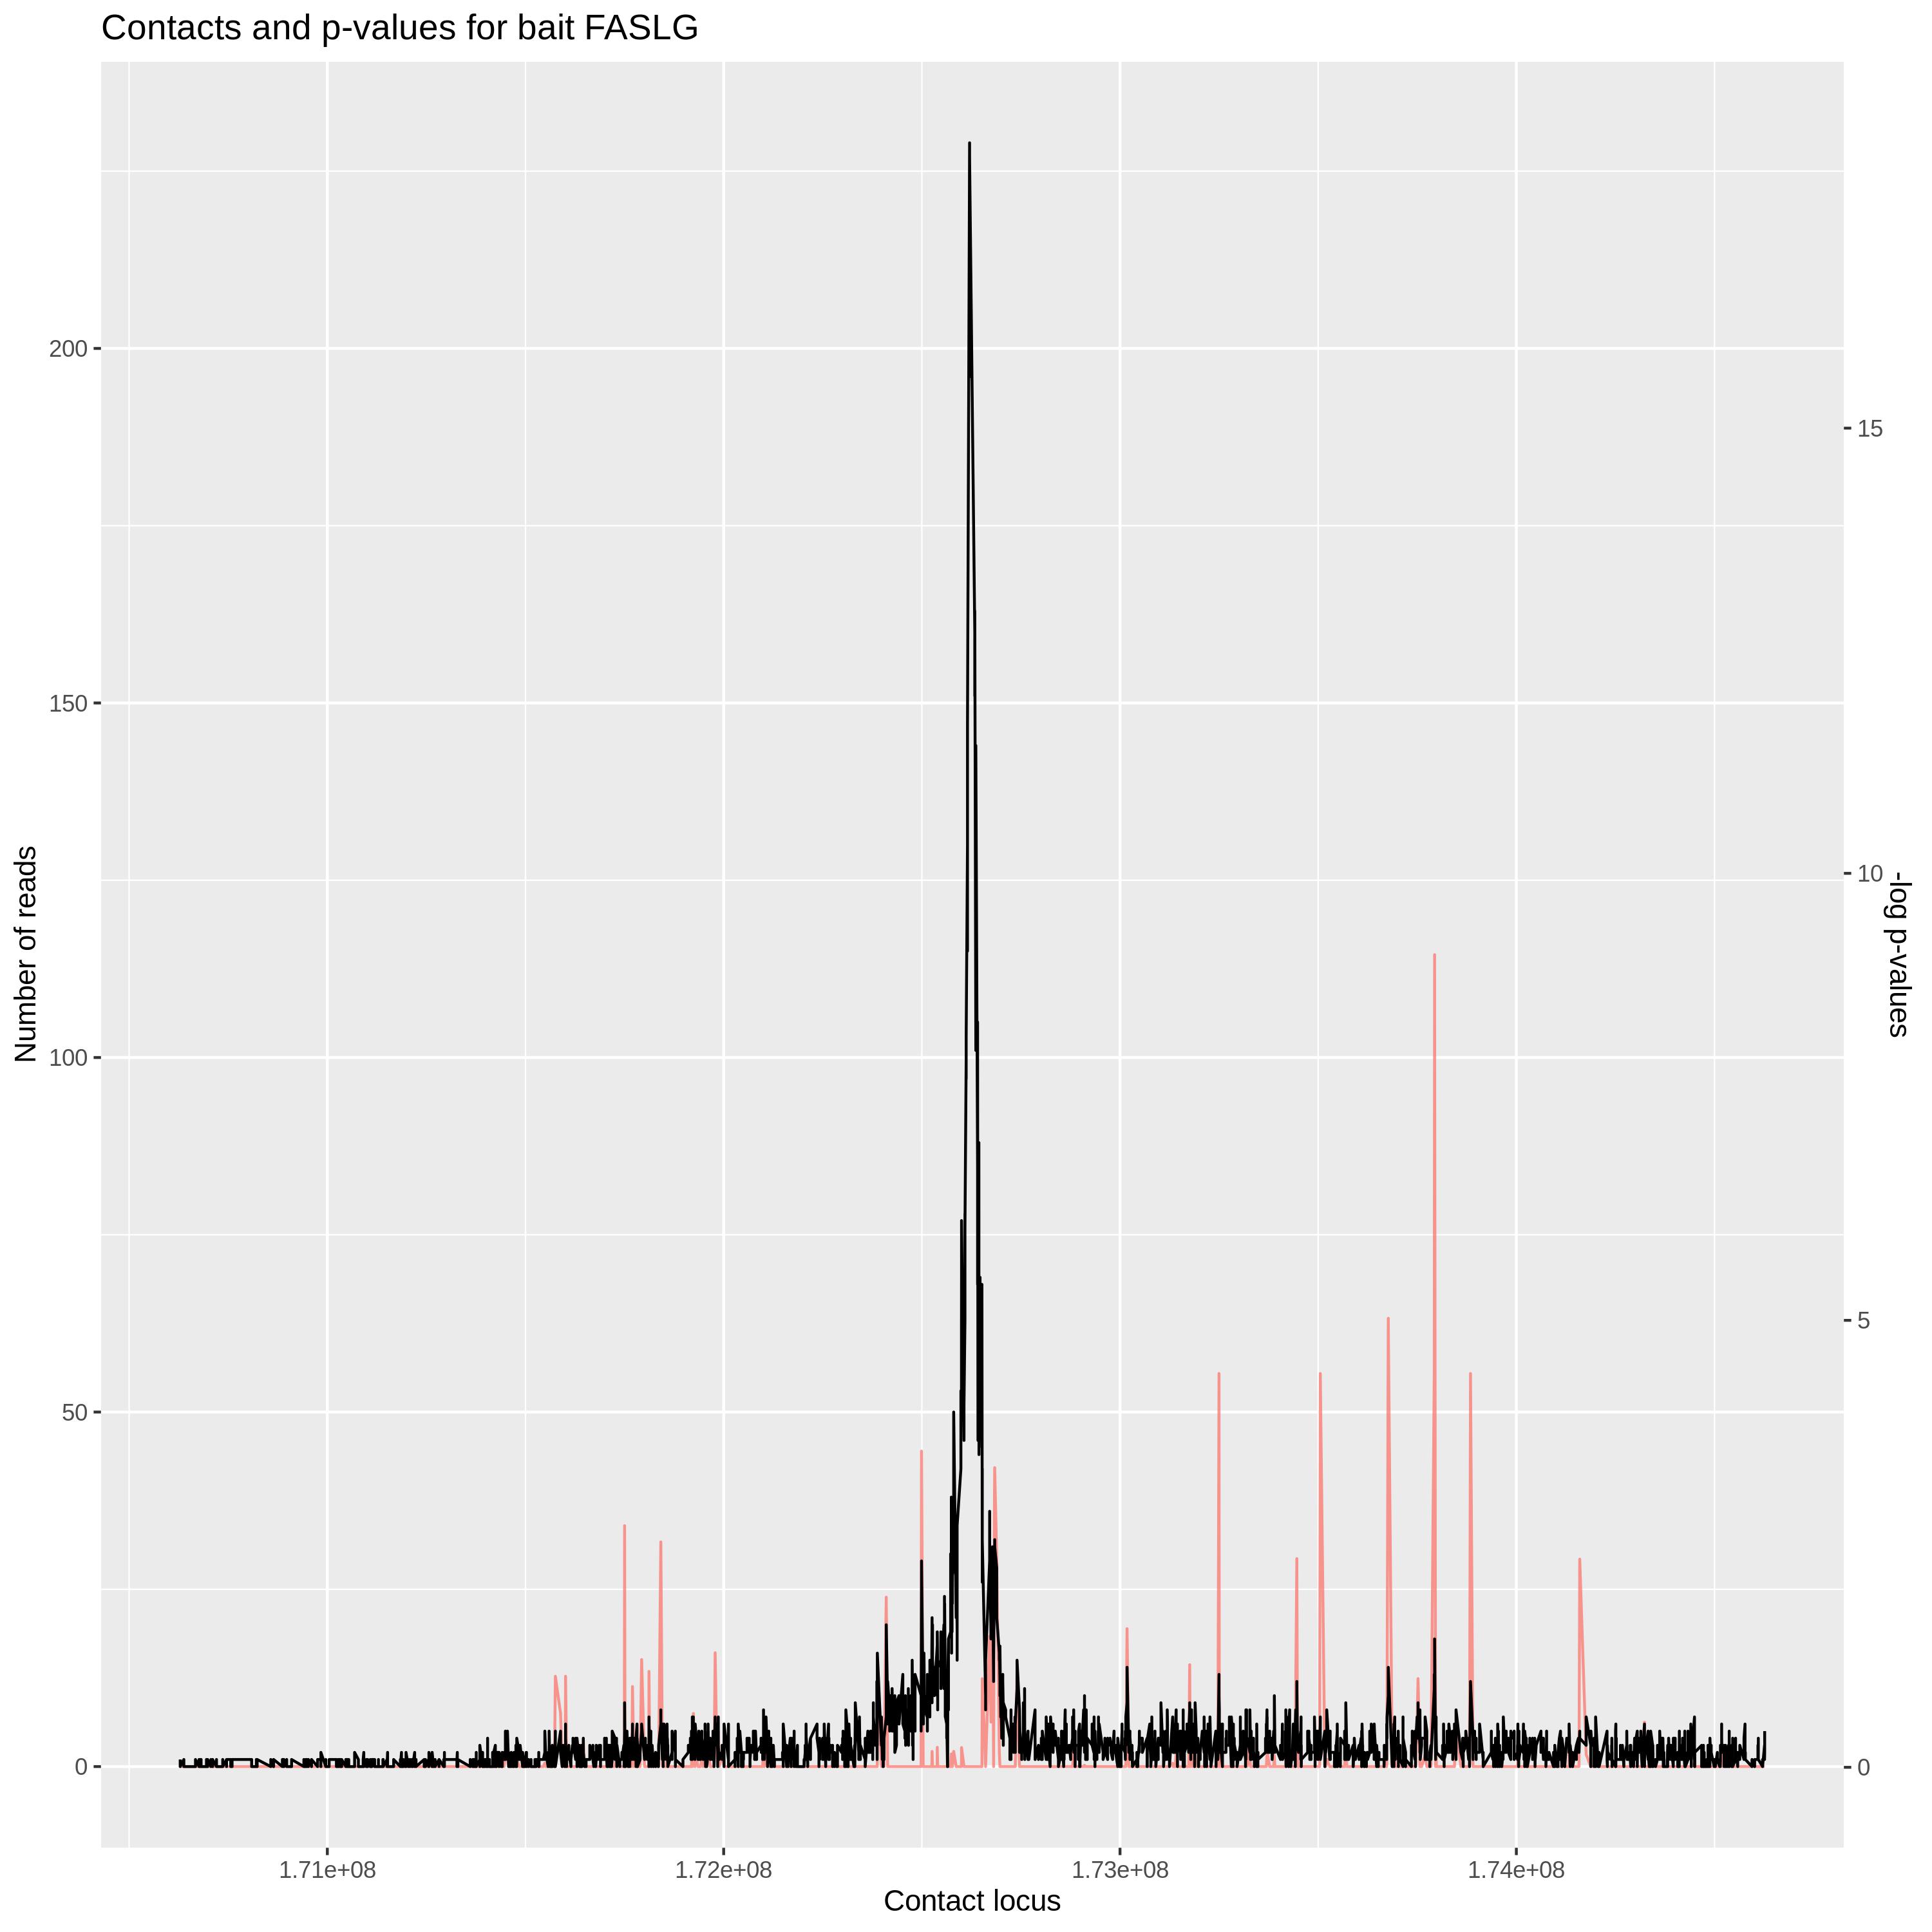 Contacts and p-values for bait FASLG
Number of reads
200
150
100
50
0
15
10
5
0
-log p-values
1.71e+08 1.72e+08 1.73e+08 1.74e+08
Contact locus